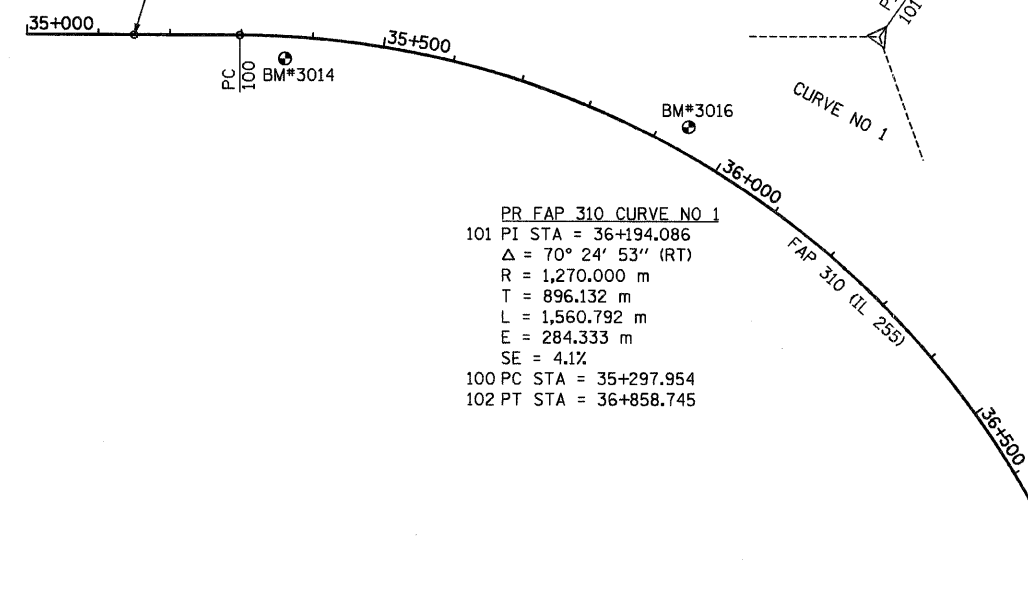 35+000
PC
100
BM#3014
35+500
BM#3016
36+000
101
CURVE NO 1
PR FAP 310 CURVE NO 1
101 PI STA = 36+194.086
Δ = 70° 24' 53'' (RT)
R = 1,270.000 m
T = 896.132 m
L = 1,560.792 m
E = 284.333 m
SE = 4.1%
100 PC STA = 35+297.954
102 PT STA = 36+858.745
FAP 310 (IL 255)
36+500